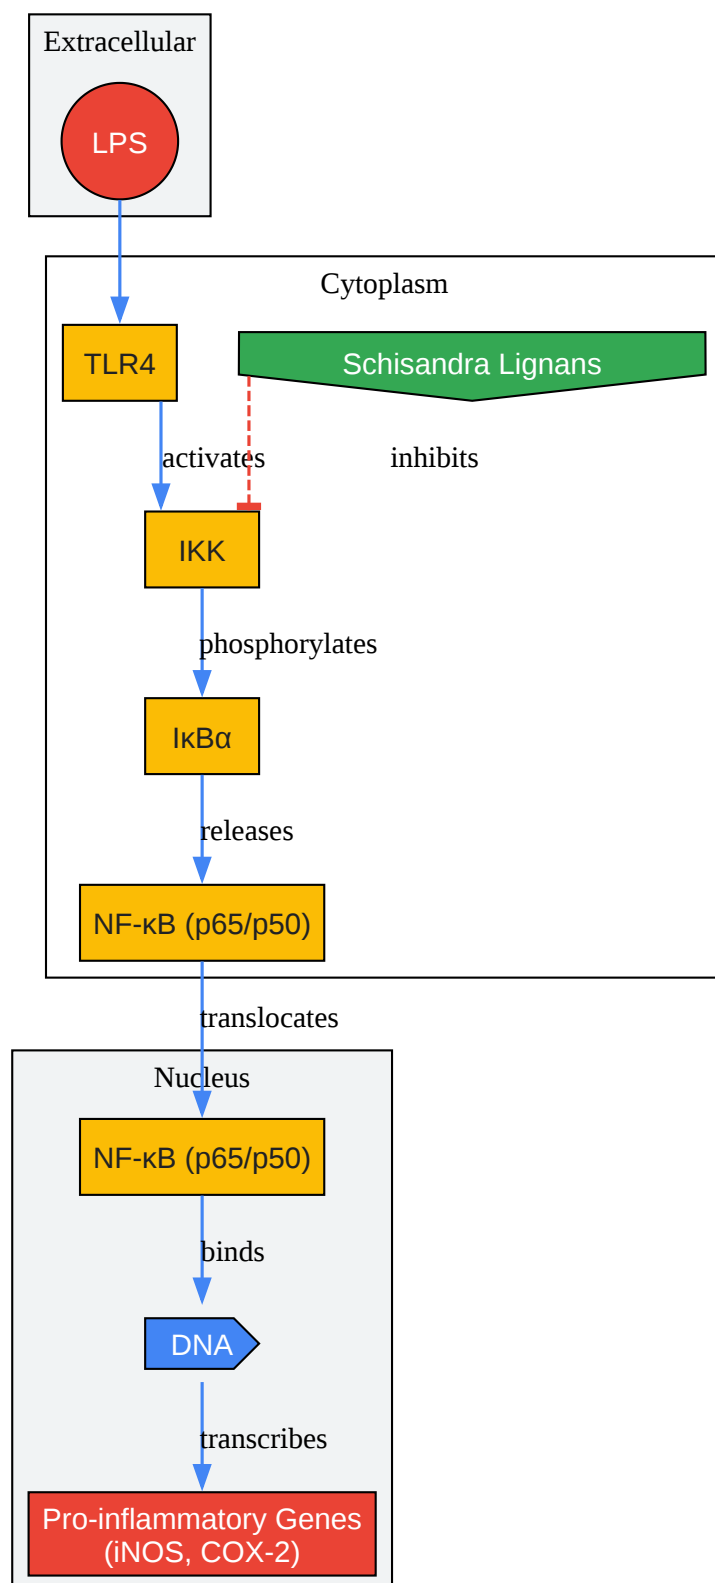 Extracellular
LPS
Cytoplasm
TLR4
Schisandra Lignans
activates
inhibits
IKK
phosphorylates
IκBα
releases
NF-κB (p65/p50)
translocates
Nucleus
NF-κB (p65/p50)
binds
DNA
transcribes
Pro-inflammatory Genes
(iNOS, COX-2)